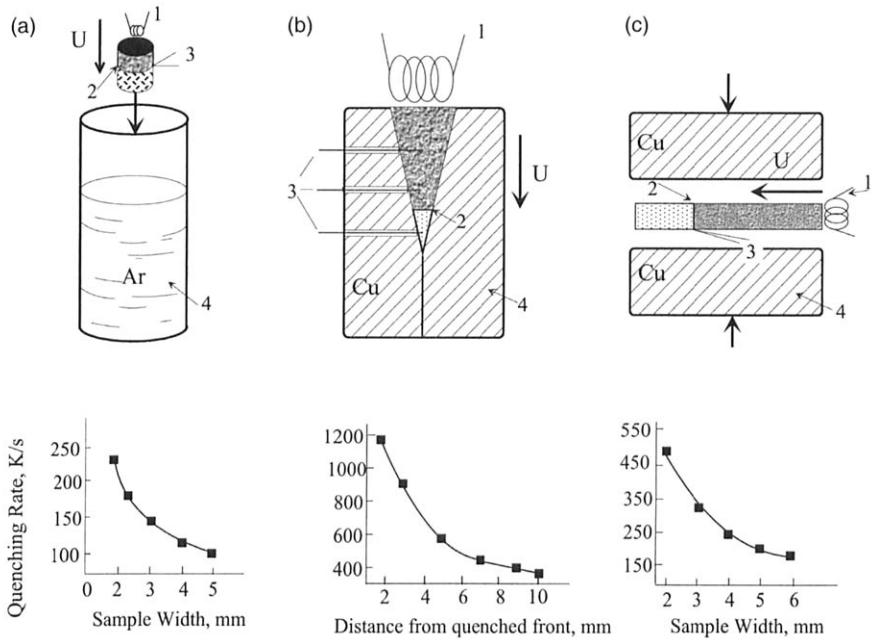 (a)
1
U
3
2
Ar
4
(b)
1
3
U
2
Cu
4
(c)
Cu
U
2
1
3
Cu
4
Quenching Rate, K/s
250
200
150
100
0 2 3 4 5
Sample Width, mm
1200
1000
800
600
400
2 4 6 8 10
Distance from quenched front, mm
550
450
350
250
150
2 3 4 5 6
Sample Width, mm